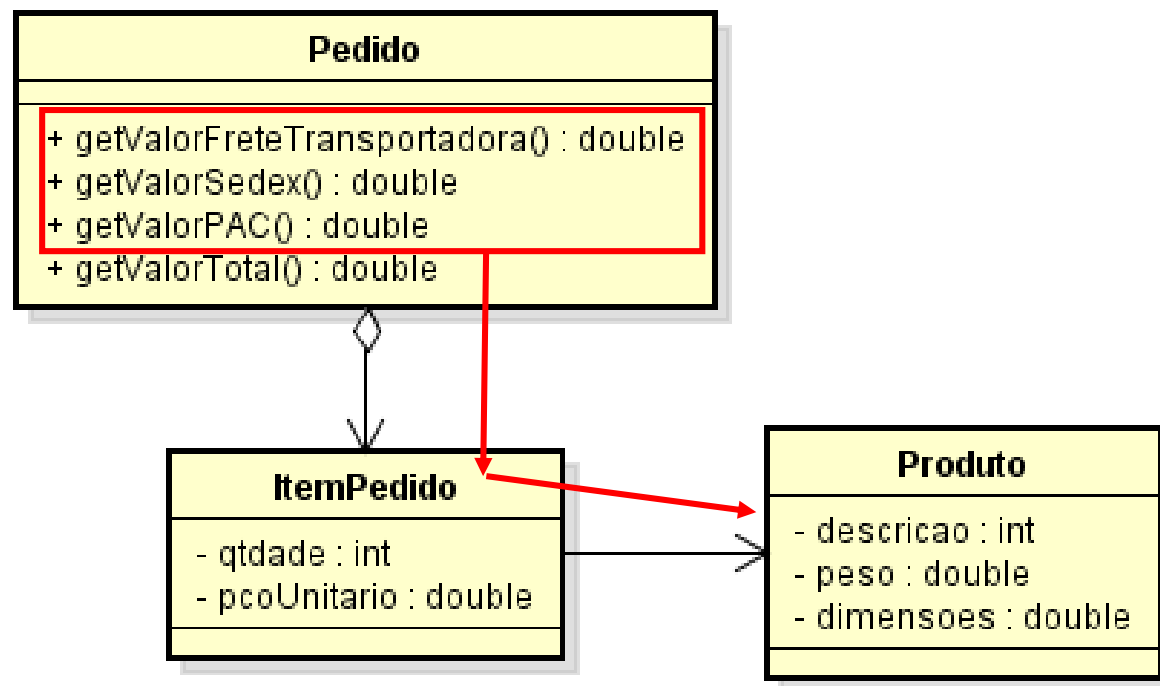 Pedido
+ getValorFreteTransportadora() : double
+ getValorSedex() : double
+ getValorPAC() : double
+ getValorTotal() : double
ItemPedido
- qtdade : int
- pcoUnitario : double
Produto
- descricao : int
- peso : double
- dimensoes : double